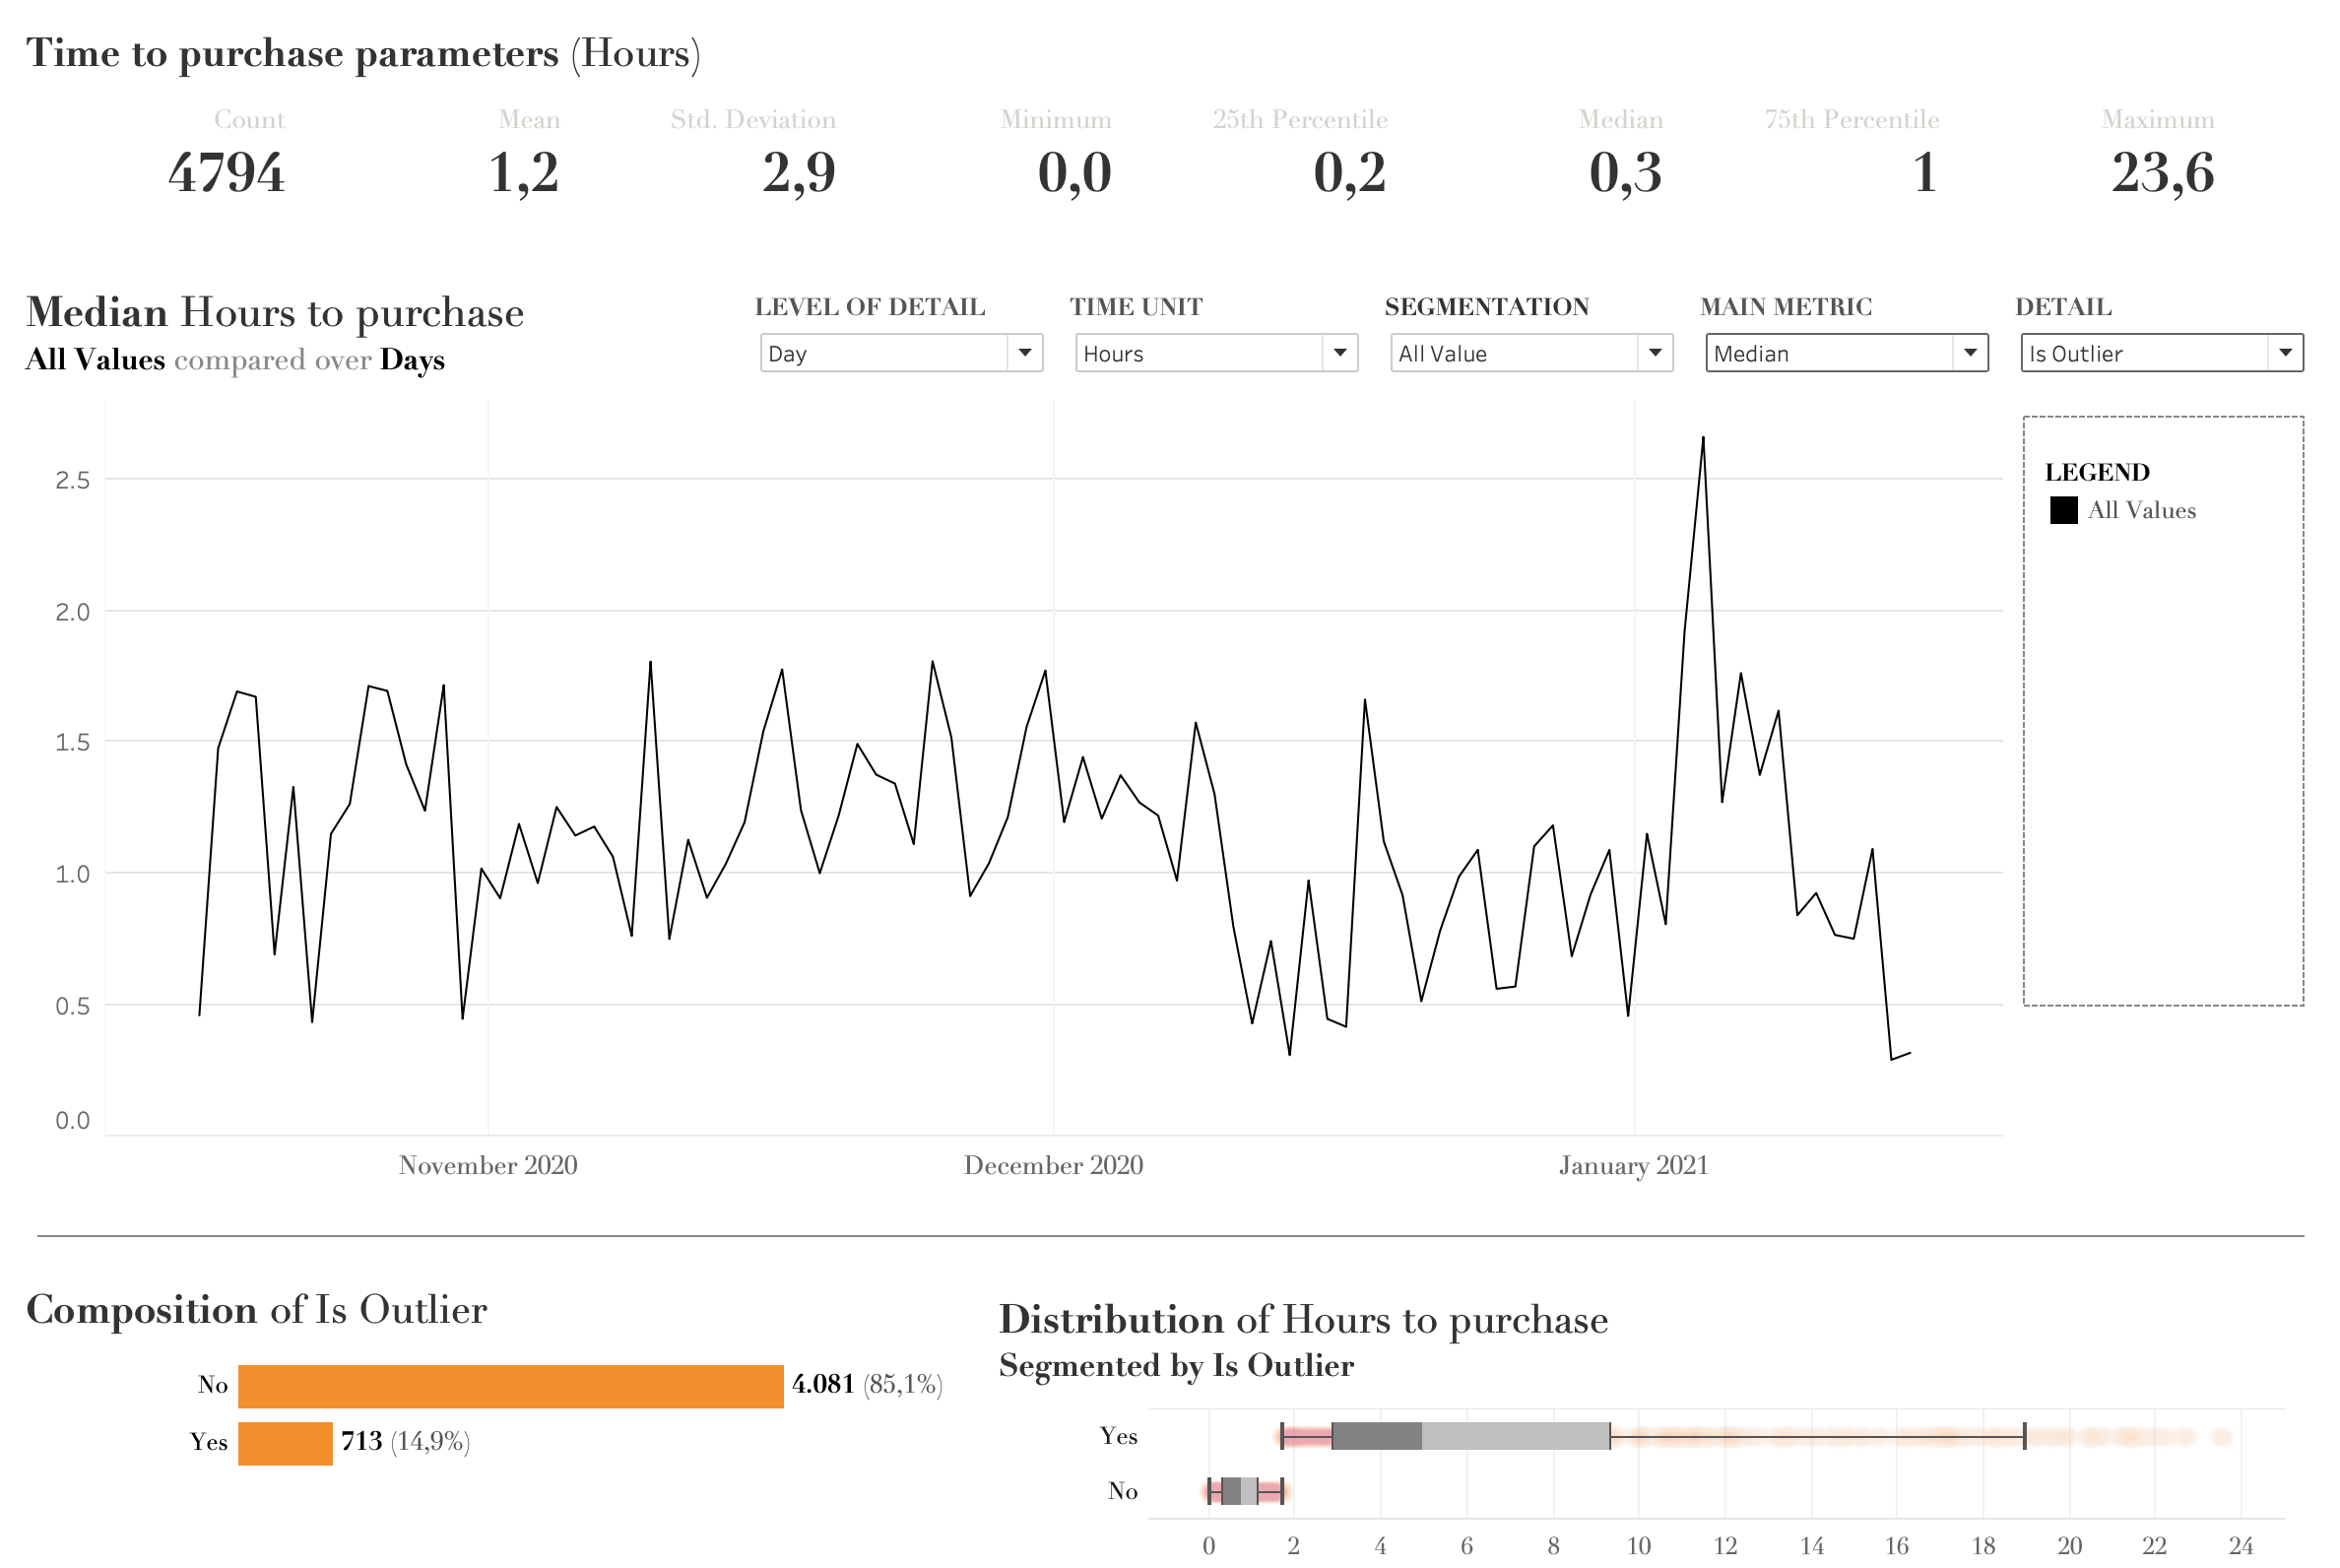 Time to purchase parameters (Hours)
Count Mean Std. Deviation Minimum 25th Percentile Median 75th Percentile Maximum
4794 1,2 2,9 0,0 0,2 0,3 1 23,6
Median Hours to purchase
All Values compared over Days
LEVEL OF DETAIL TIME UNIT SEGMENTATION MAIN METRIC DETAIL
Day Hours All Value Median Is Outlier
2.5
2.0
1.5
1.0
0.5
0.0
November 2020 December 2020 January 2021
LEGEND
All Values
Composition of Is Outlier
No 4.081 (85,1%)
Yes 713 (14,9%)
Distribution of Hours to purchase
Segmented by Is Outlier
Yes
No
0 2 4 6 8 10 12 14 16 18 20 22 24